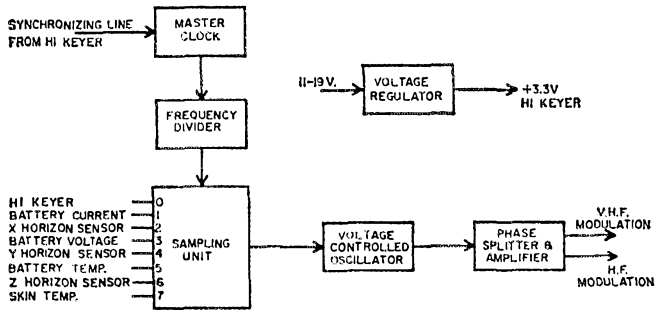 SYNCHRONIZING LINE
FROM HI KEYER
MASTER
CLOCK
11-19V.
VOLTAGE
REGULATOR
+3.3V
HI KEYER
FREQUENCY
DIVIDER
HI KEYER 0
BATTERY CURRENT 1
X HORIZON SENSOR 2
BATTERY VOLTAGE 3
Y HORIZON SENSOR 4
BATTERY TEMP. 5
Z HORIZON SENSOR 6
SKIN TEMP. 7
SAMPLING
UNIT
VOLTAGE
CONTROLLED
OSCILLATOR
PHASE
SPLITTER &
AMPLIFIER
V.H.F.
MODULATION
H.F.
MODULATION